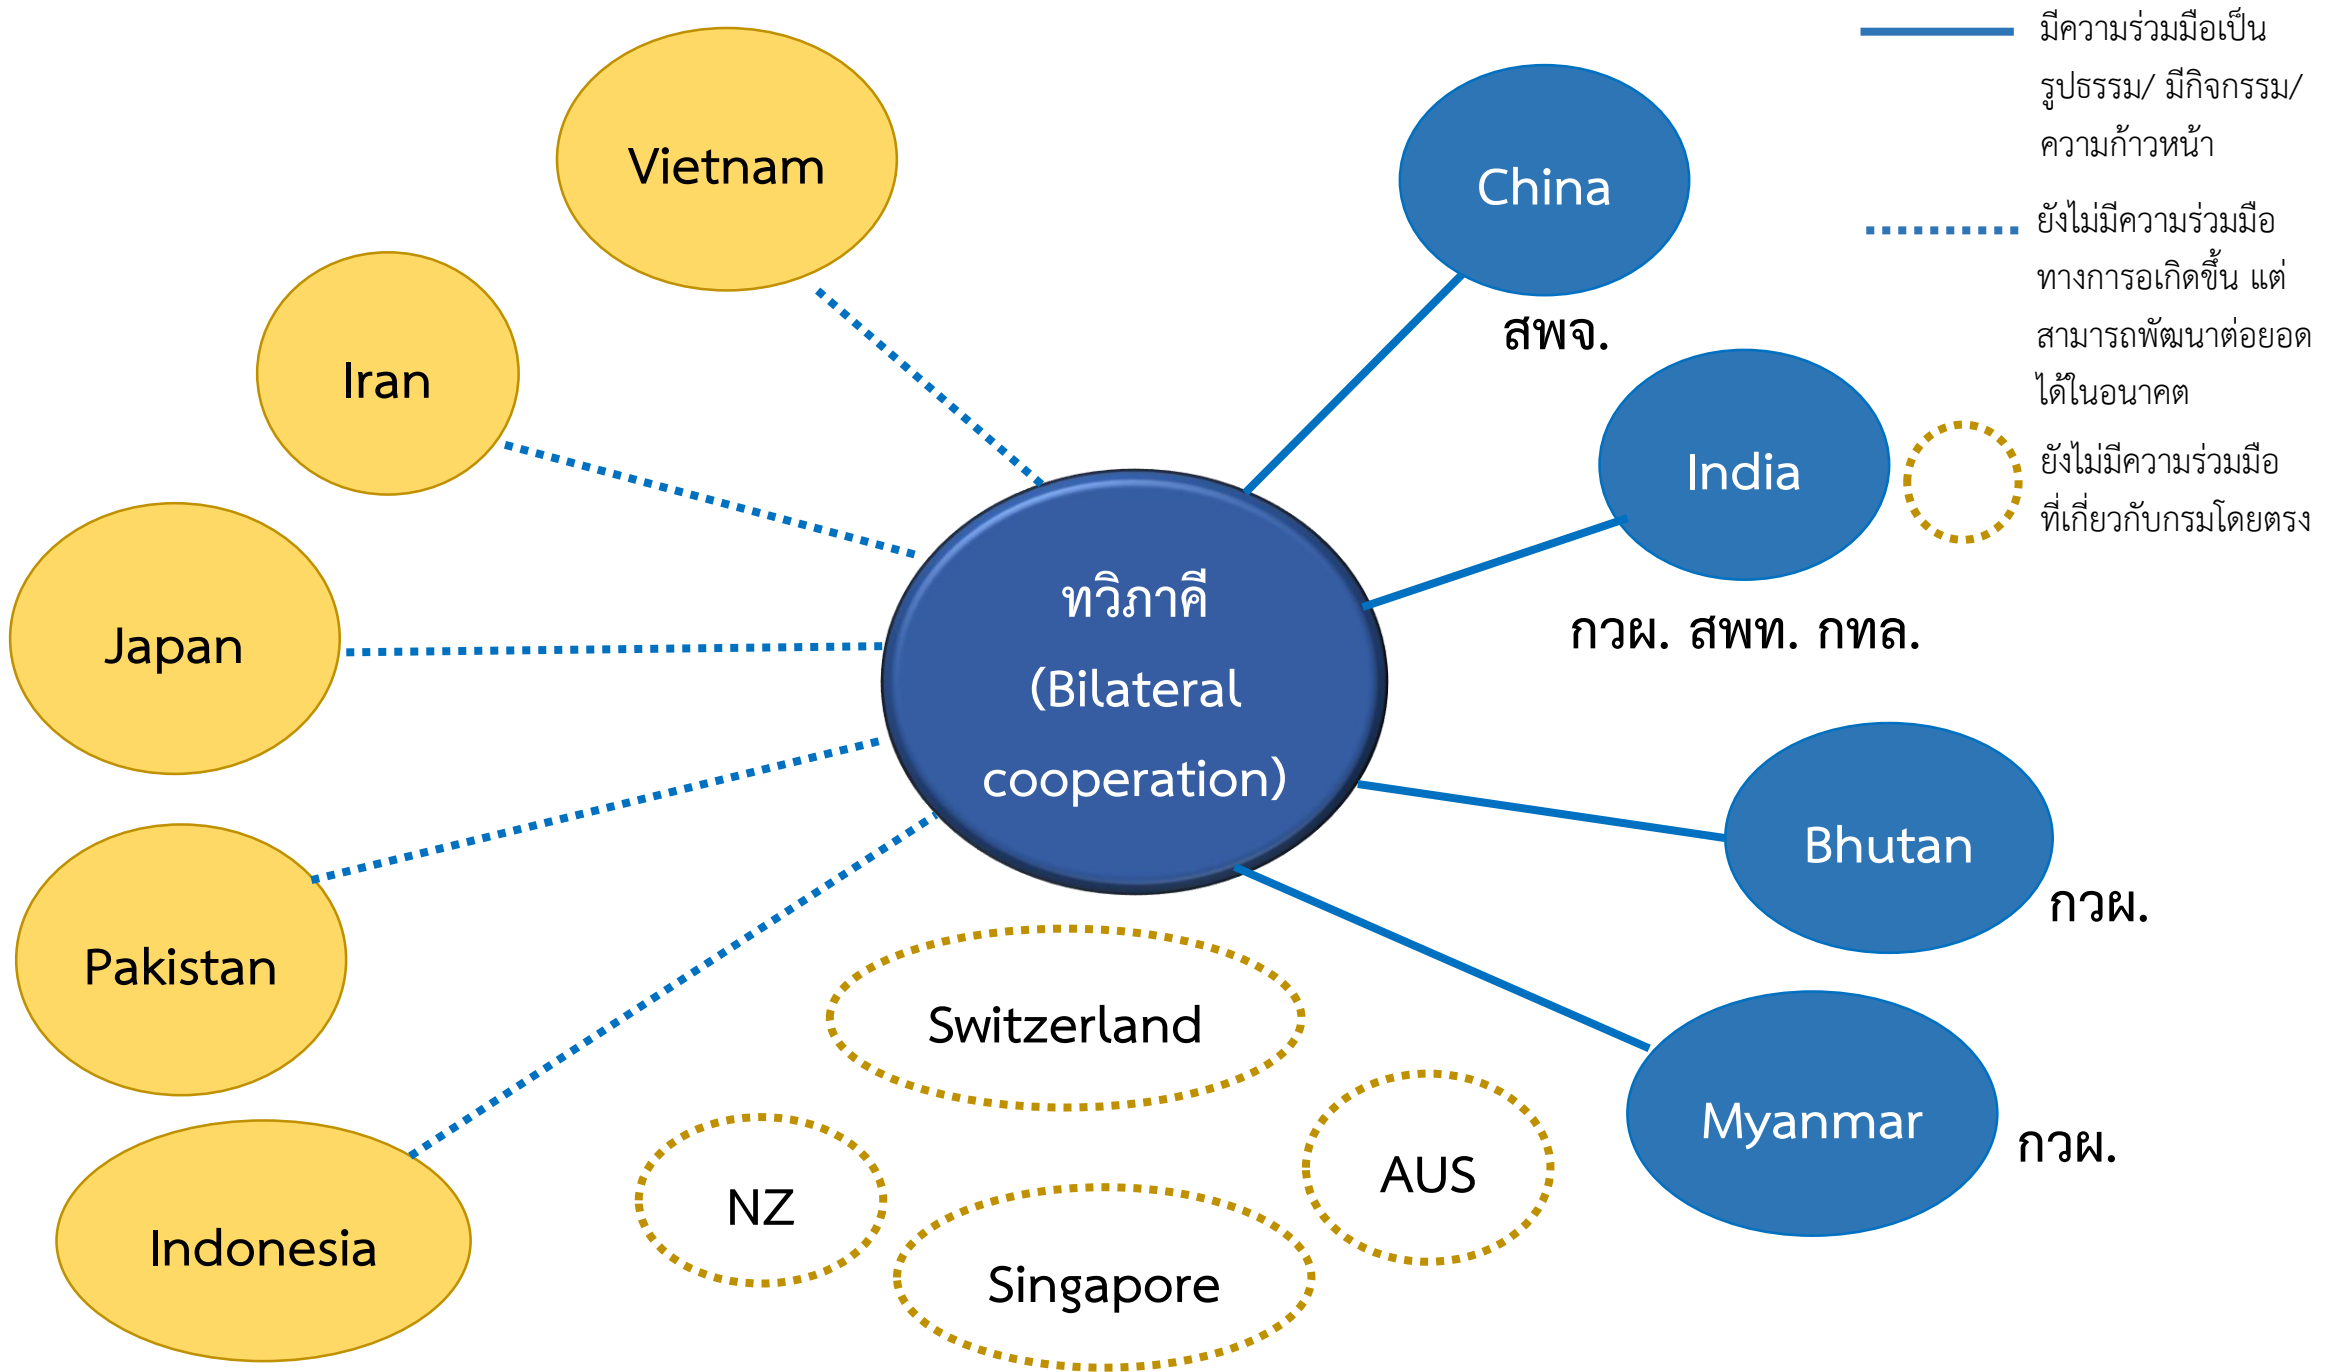 มีความร่วมมือเป็น
รูปธรรม/ มีกิจกรรม/
ความก้าวหน้า
ยังไม่มีความร่วมมือ
ทางการอเกิดขึ้น แต่
สามารถพัฒนาต่อยอด
ได้ในอนาคต
ยังไม่มีความร่วมมือ
ที่เกี่ยวกับกรมโดยตรง
Vietnam
China
สพจ.
Iran
India
กวผ. สพท. กทล.
Japan
ทวิภาคี
(Bilateral
cooperation)
Bhutan
กวผ.
Pakistan
Switzerland
Myanmar
กวผ.
AUS
NZ
Indonesia
Singapore